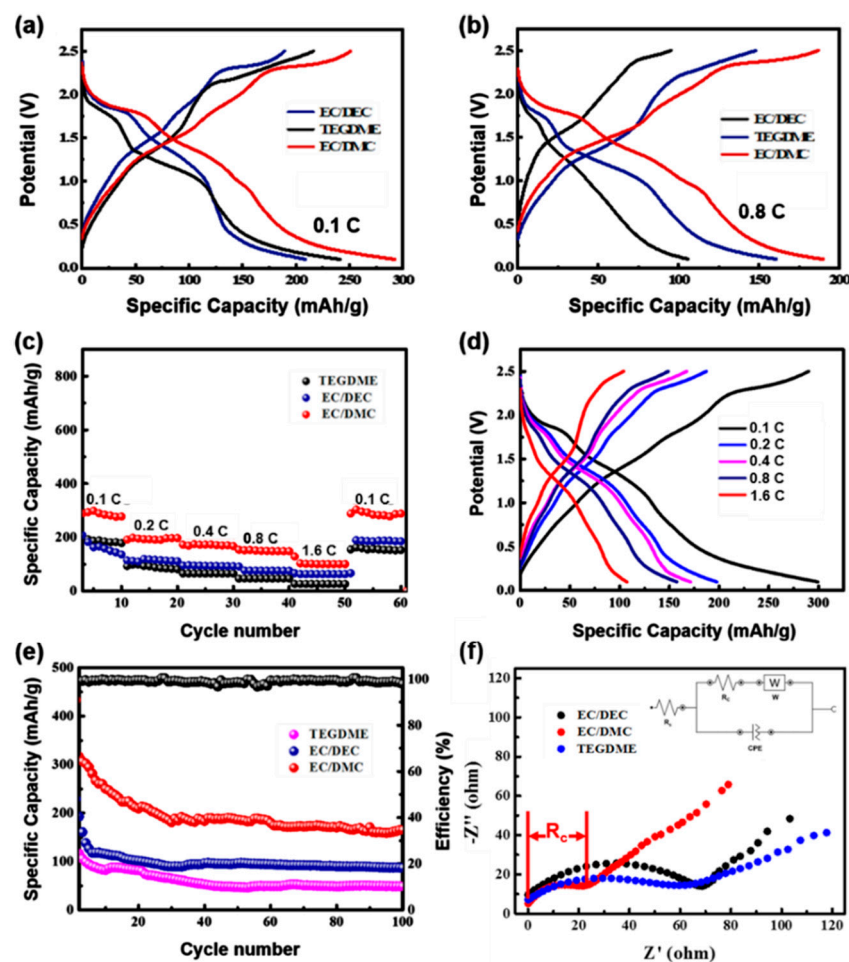 (a)
2.5
2.0
1.5
1.0
0.5
0.0
Potential (V)
EC/DEC
TEGDME
EC/DMC
0.1 C
0 50 100 150 200 250 300
Specific Capacity (mAh/g)
(b)
2.5
2.0
1.5
1.0
0.5
0.0
Potential (V)
EC/DEC
TEGDME
EC/DMC
0.8 C
0 50 100 150 200
Specific Capacity (mAh/g)
(c)
800
600
400
200
0
Specific Capacity (mAh/g)
TEGDME
EC/DEC
EC/DMC
0.1 C
0.2 C
0.4 C
0.8 C
1.6 C
0.1 C
10 20 30 40 50 60
Cycle number
(d)
2.5
2.0
1.5
1.0
0.5
0.0
Potential (V)
0.1 C
0.2 C
0.4 C
0.8 C
1.6 C
0 50 100 150 200 250 300
Specific Capacity (mAh/g)
(e)
500
400
300
200
100
0
Specific Capacity (mAh/g)
TEGDME
EC/DEC
EC/DMC
100
80
60
40
20
0
Efficiency (%)
20 40 60 80 100
Cycle number
(f)
120
100
80
60
40
20
0
-Z'' (ohm)
EC/DEC
EC/DMC
TEGDME
Rc
W
W
CPE
Rc
0 20 40 60 80 100 120
Z' (ohm)